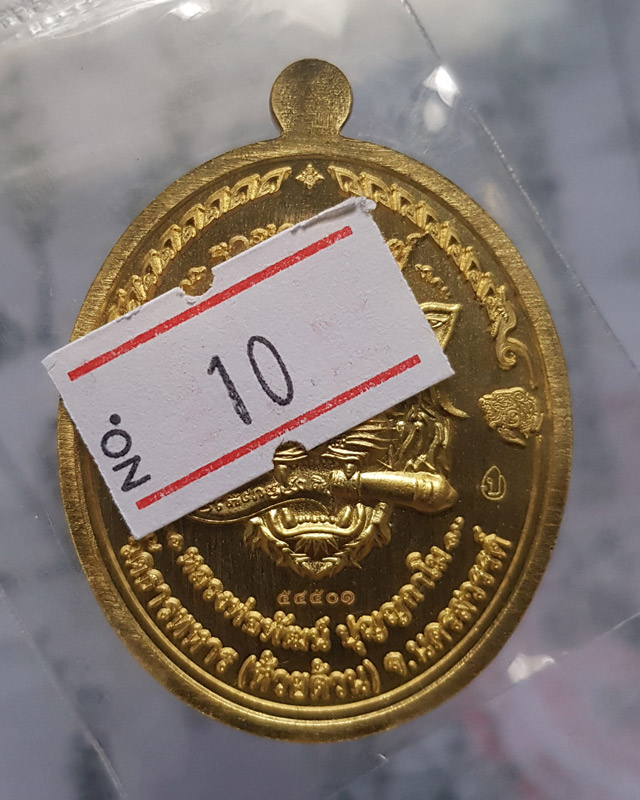 NO.
10
ป
๕๔๕๐๑
หลวงพ่อพัฒน์ ปุญญกาโม
วัดธารทหาร (ห้วยด้วน) จ.นครสวรรค์